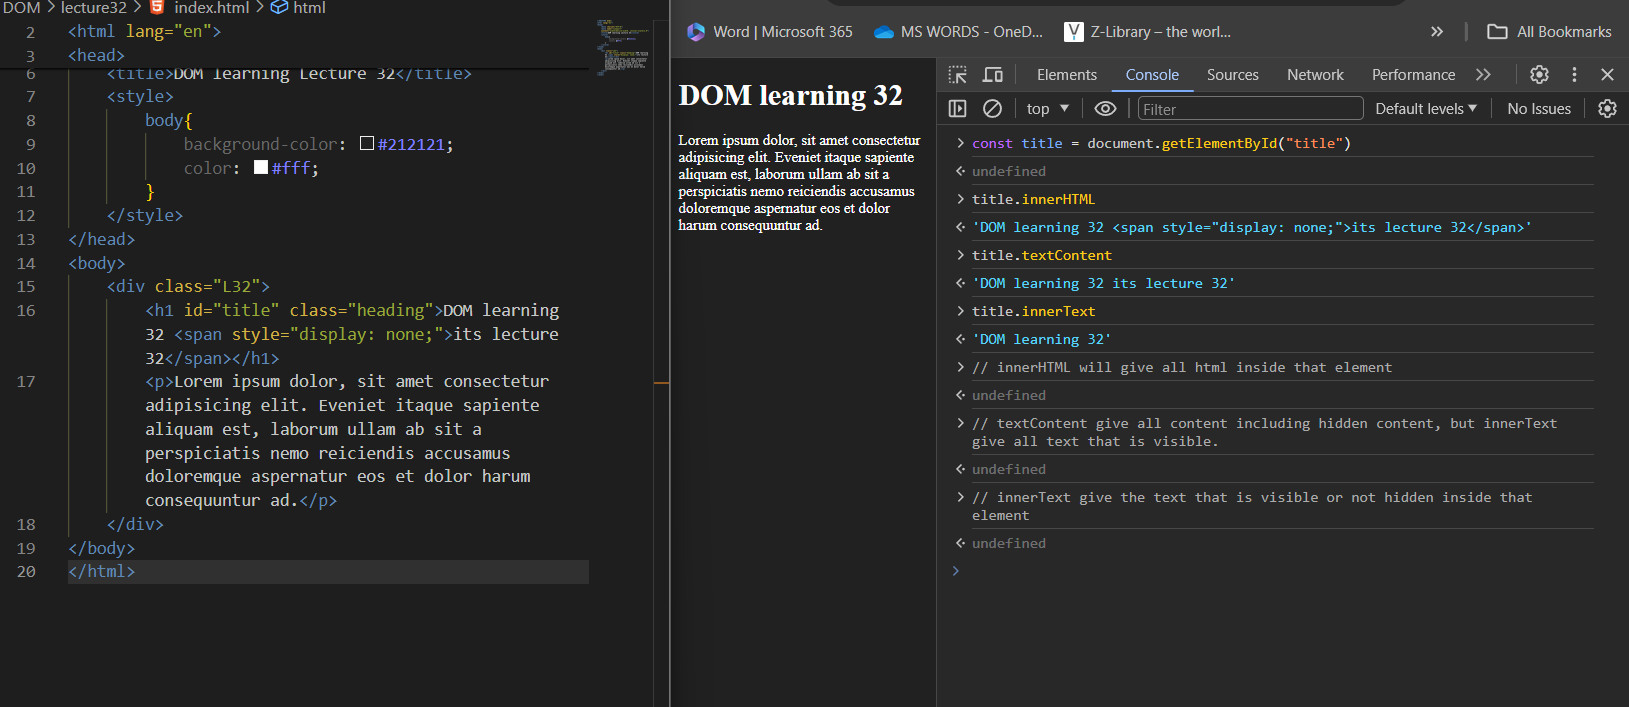 DOM > lecture32 > index.html > html
2 <html lang="en">
3 <head>
6 <title>DOM learning Lecture 32</title>
7 <style>
8 body{
9 background-color: #212121;
10 color: #fff;
11 }
12 </style>
13 </head>
14 <body>
15 <div class="L32">
16 <h1 id="title" class="heading">DOM learning
32 <span style="display: none;">its lecture
32</span></h1>
17 <p>Lorem ipsum dolor, sit amet consectetur
adipisicing elit. Eveniet itaque sapiente
aliquam est, laborum ullam ab sit a
perspiciatis nemo reiciendis accusamus
doloremque aspernatur eos et dolor harum
consequuntur ad.</p>
18 </div>
19 </body>
20 </html>
Word | Microsoft 365 MS WORDS - OneD... Z-Library – the worl... » All Bookmarks
DOM learning 32
Lorem ipsum dolor, sit amet consectetur
adipisicing elit. Eveniet itaque sapiente
aliquam est, laborum ullam ab sit a
perspiciatis nemo reiciendis accusamus
doloremque aspernatur eos et dolor
harum consequuntur ad.
Elements Console Sources Network Performance »
top Filter Default levels No Issues
> const title = document.getElementById("title")
undefined
> title.innerHTML
'DOM learning 32 <span style="display: none;">its lecture 32</span>'
> title.textContent
'DOM learning 32 its lecture 32'
> title.innerText
'DOM learning 32'
> // innerHTML will give all html inside that element
undefined
> // textContent give all content including hidden content, but innerText
give all text that is visible.
undefined
> // innerText give the text that is visible or not hidden inside that
element
undefined
>